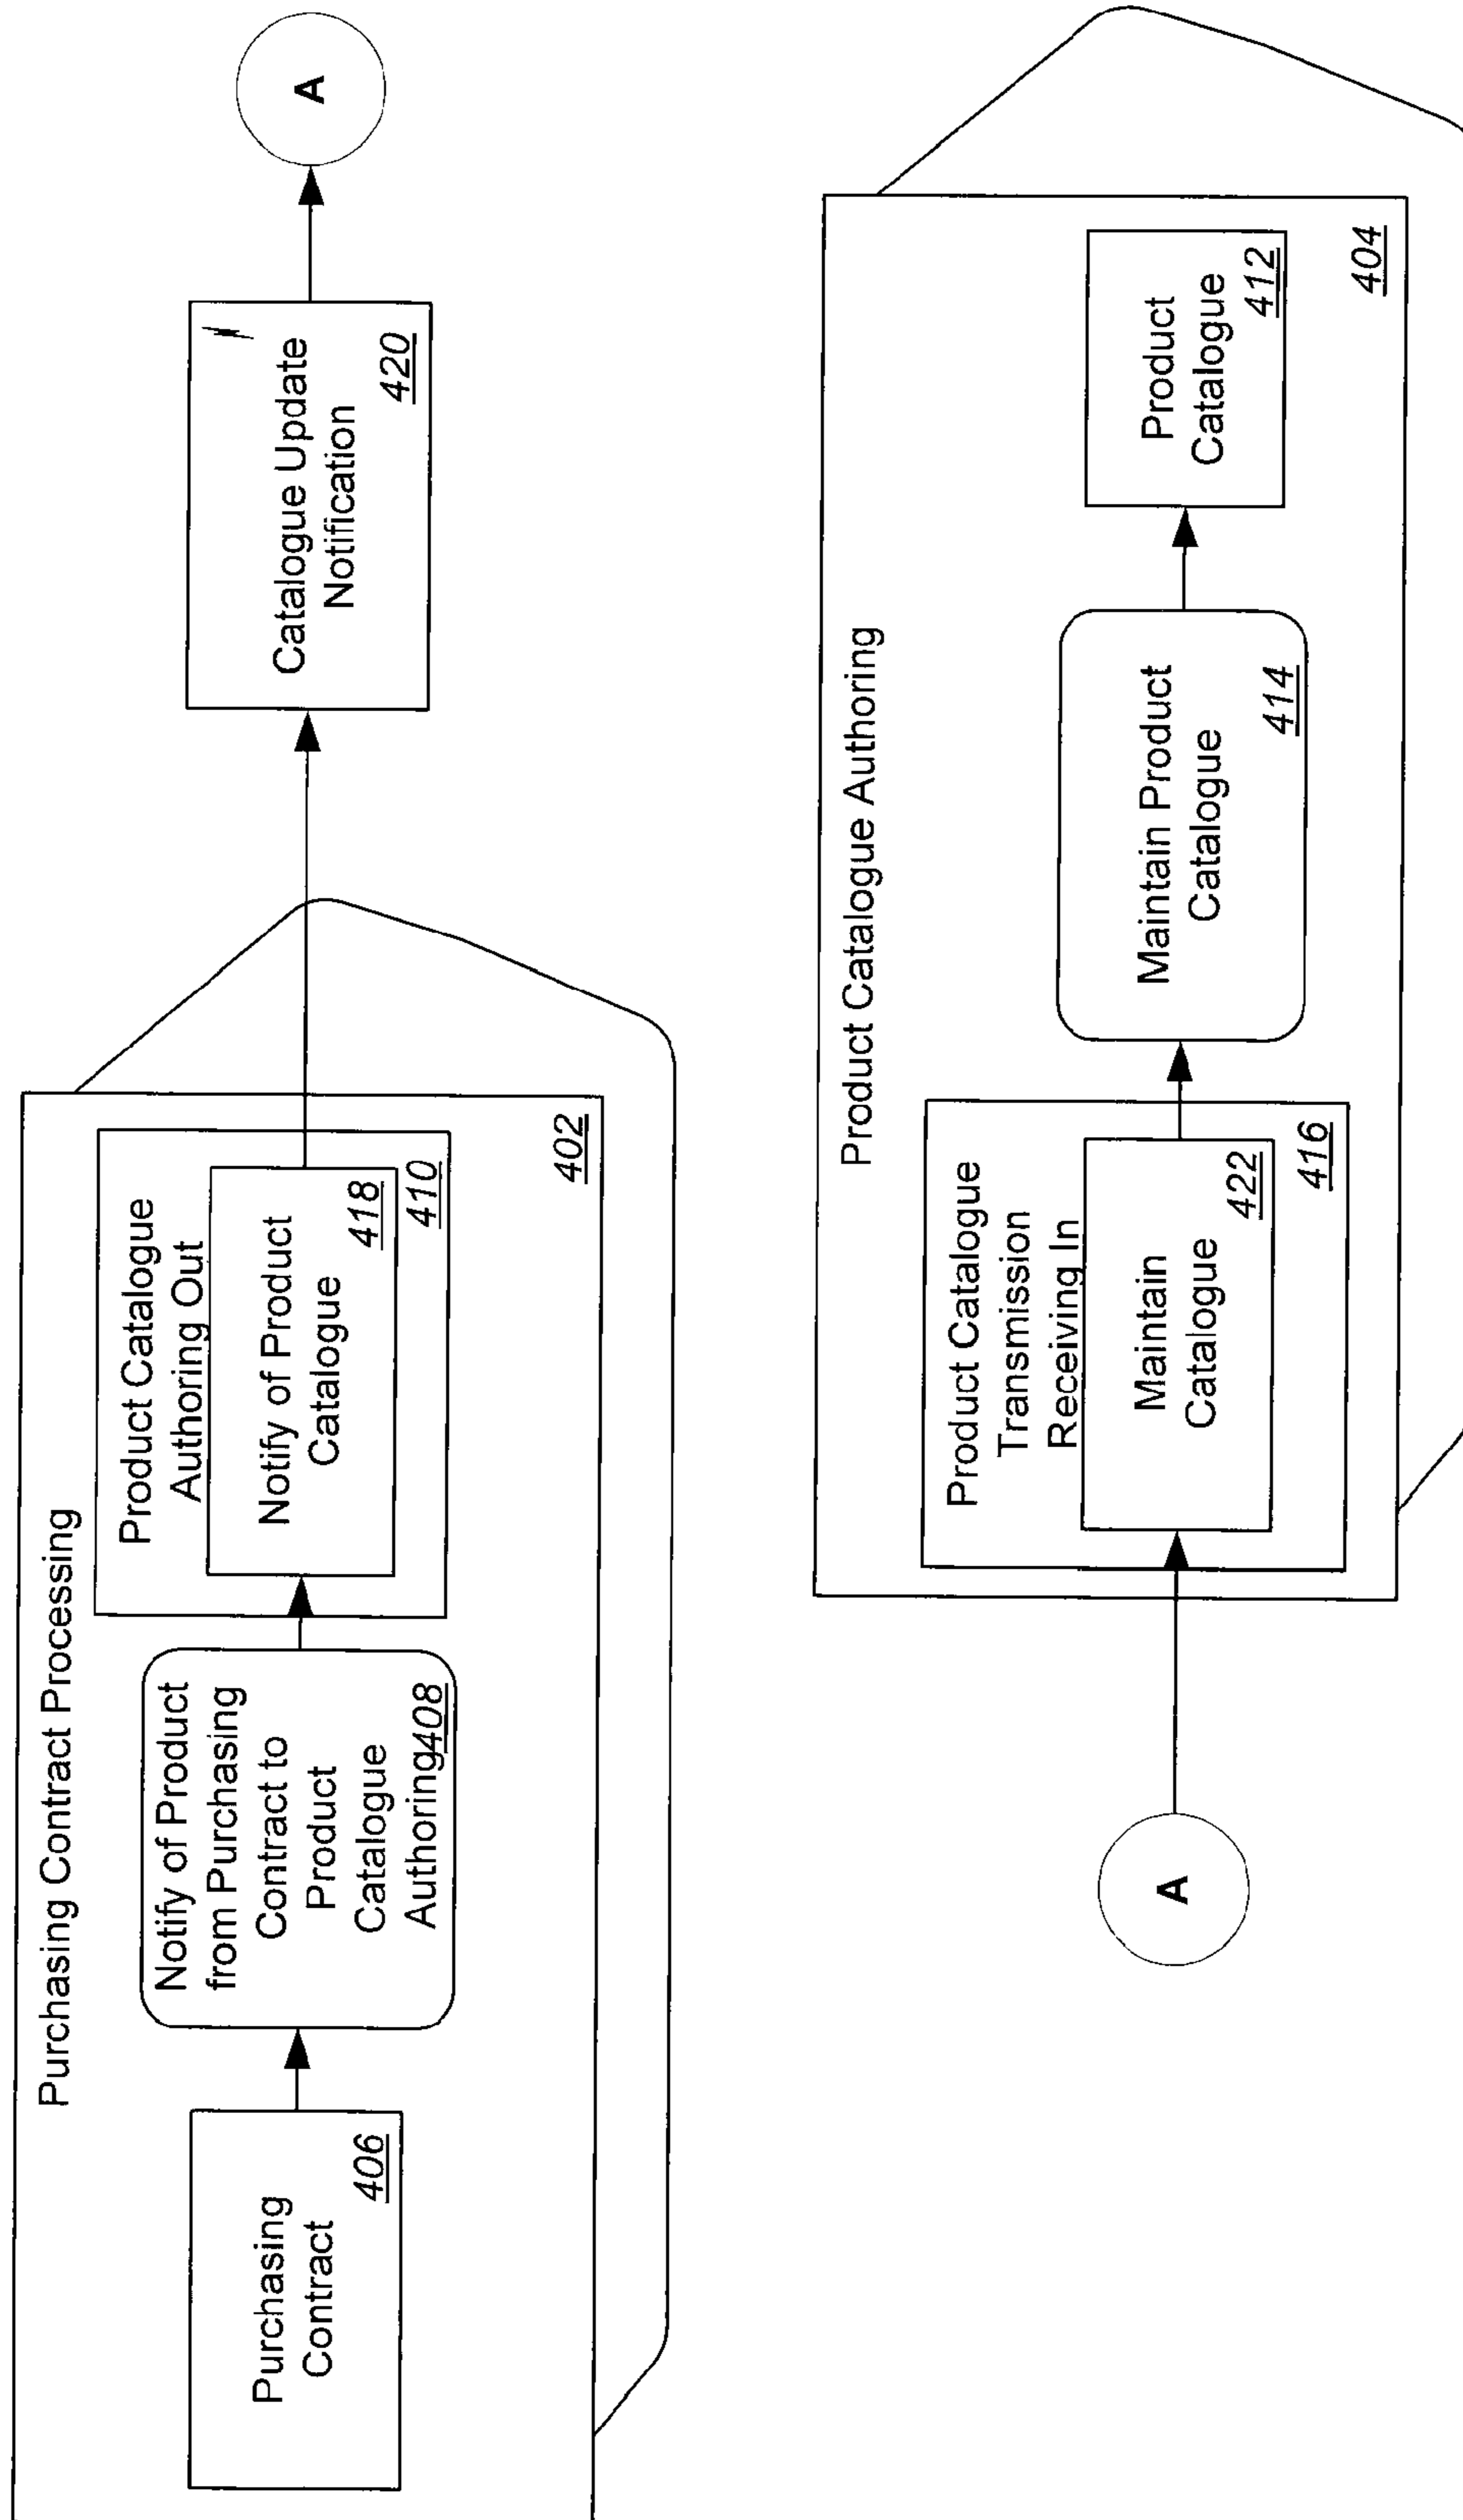 Purchasing Contract Processing
Purchasing
Contract
406
Notify of Product
from Purchasing
Contract to
Product
Catalogue
Authoring408
Product Catalogue
Authoring Out
Notify of Product
Catalogue
418
410
402
Catalogue Update
Notification
420
A
A
Product Catalogue Authoring
Product Catalogue
Transmission
Receiving In
Maintain
Catalogue
422
416
Maintain Product
Catalogue
414
Product
Catalogue
412
404